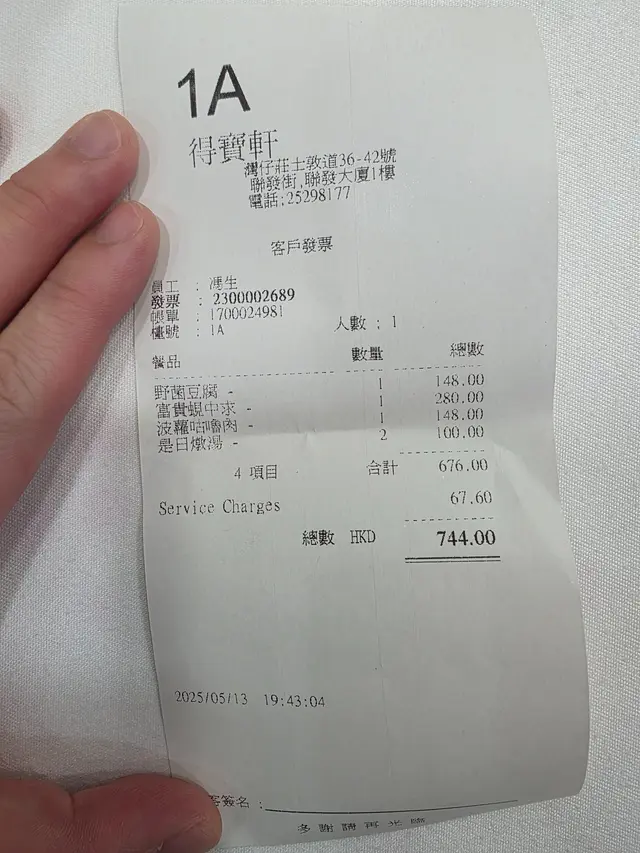 1A
得寶軒
灣仔莊士敦道36-42號
聯發街,聯發大廈1樓
電話:25298177
客戶發票
員工 : 馮生
發票 : 2300002689
帳單 : 1700024981
檯號 : 1A 人數 : 1
餐品 數量 總數
野菌豆腐 - 1 148.00
富貴蜆中求 - 1 280.00
波蘿咕嚕肉 - 1 148.00
是日燉湯 - 2 100.00
4 項目 合計 676.00
Service Charges 67.60
總數 HKD 744.00
2025/05/13 19:43:04
客簽名 :
多謝請再光臨